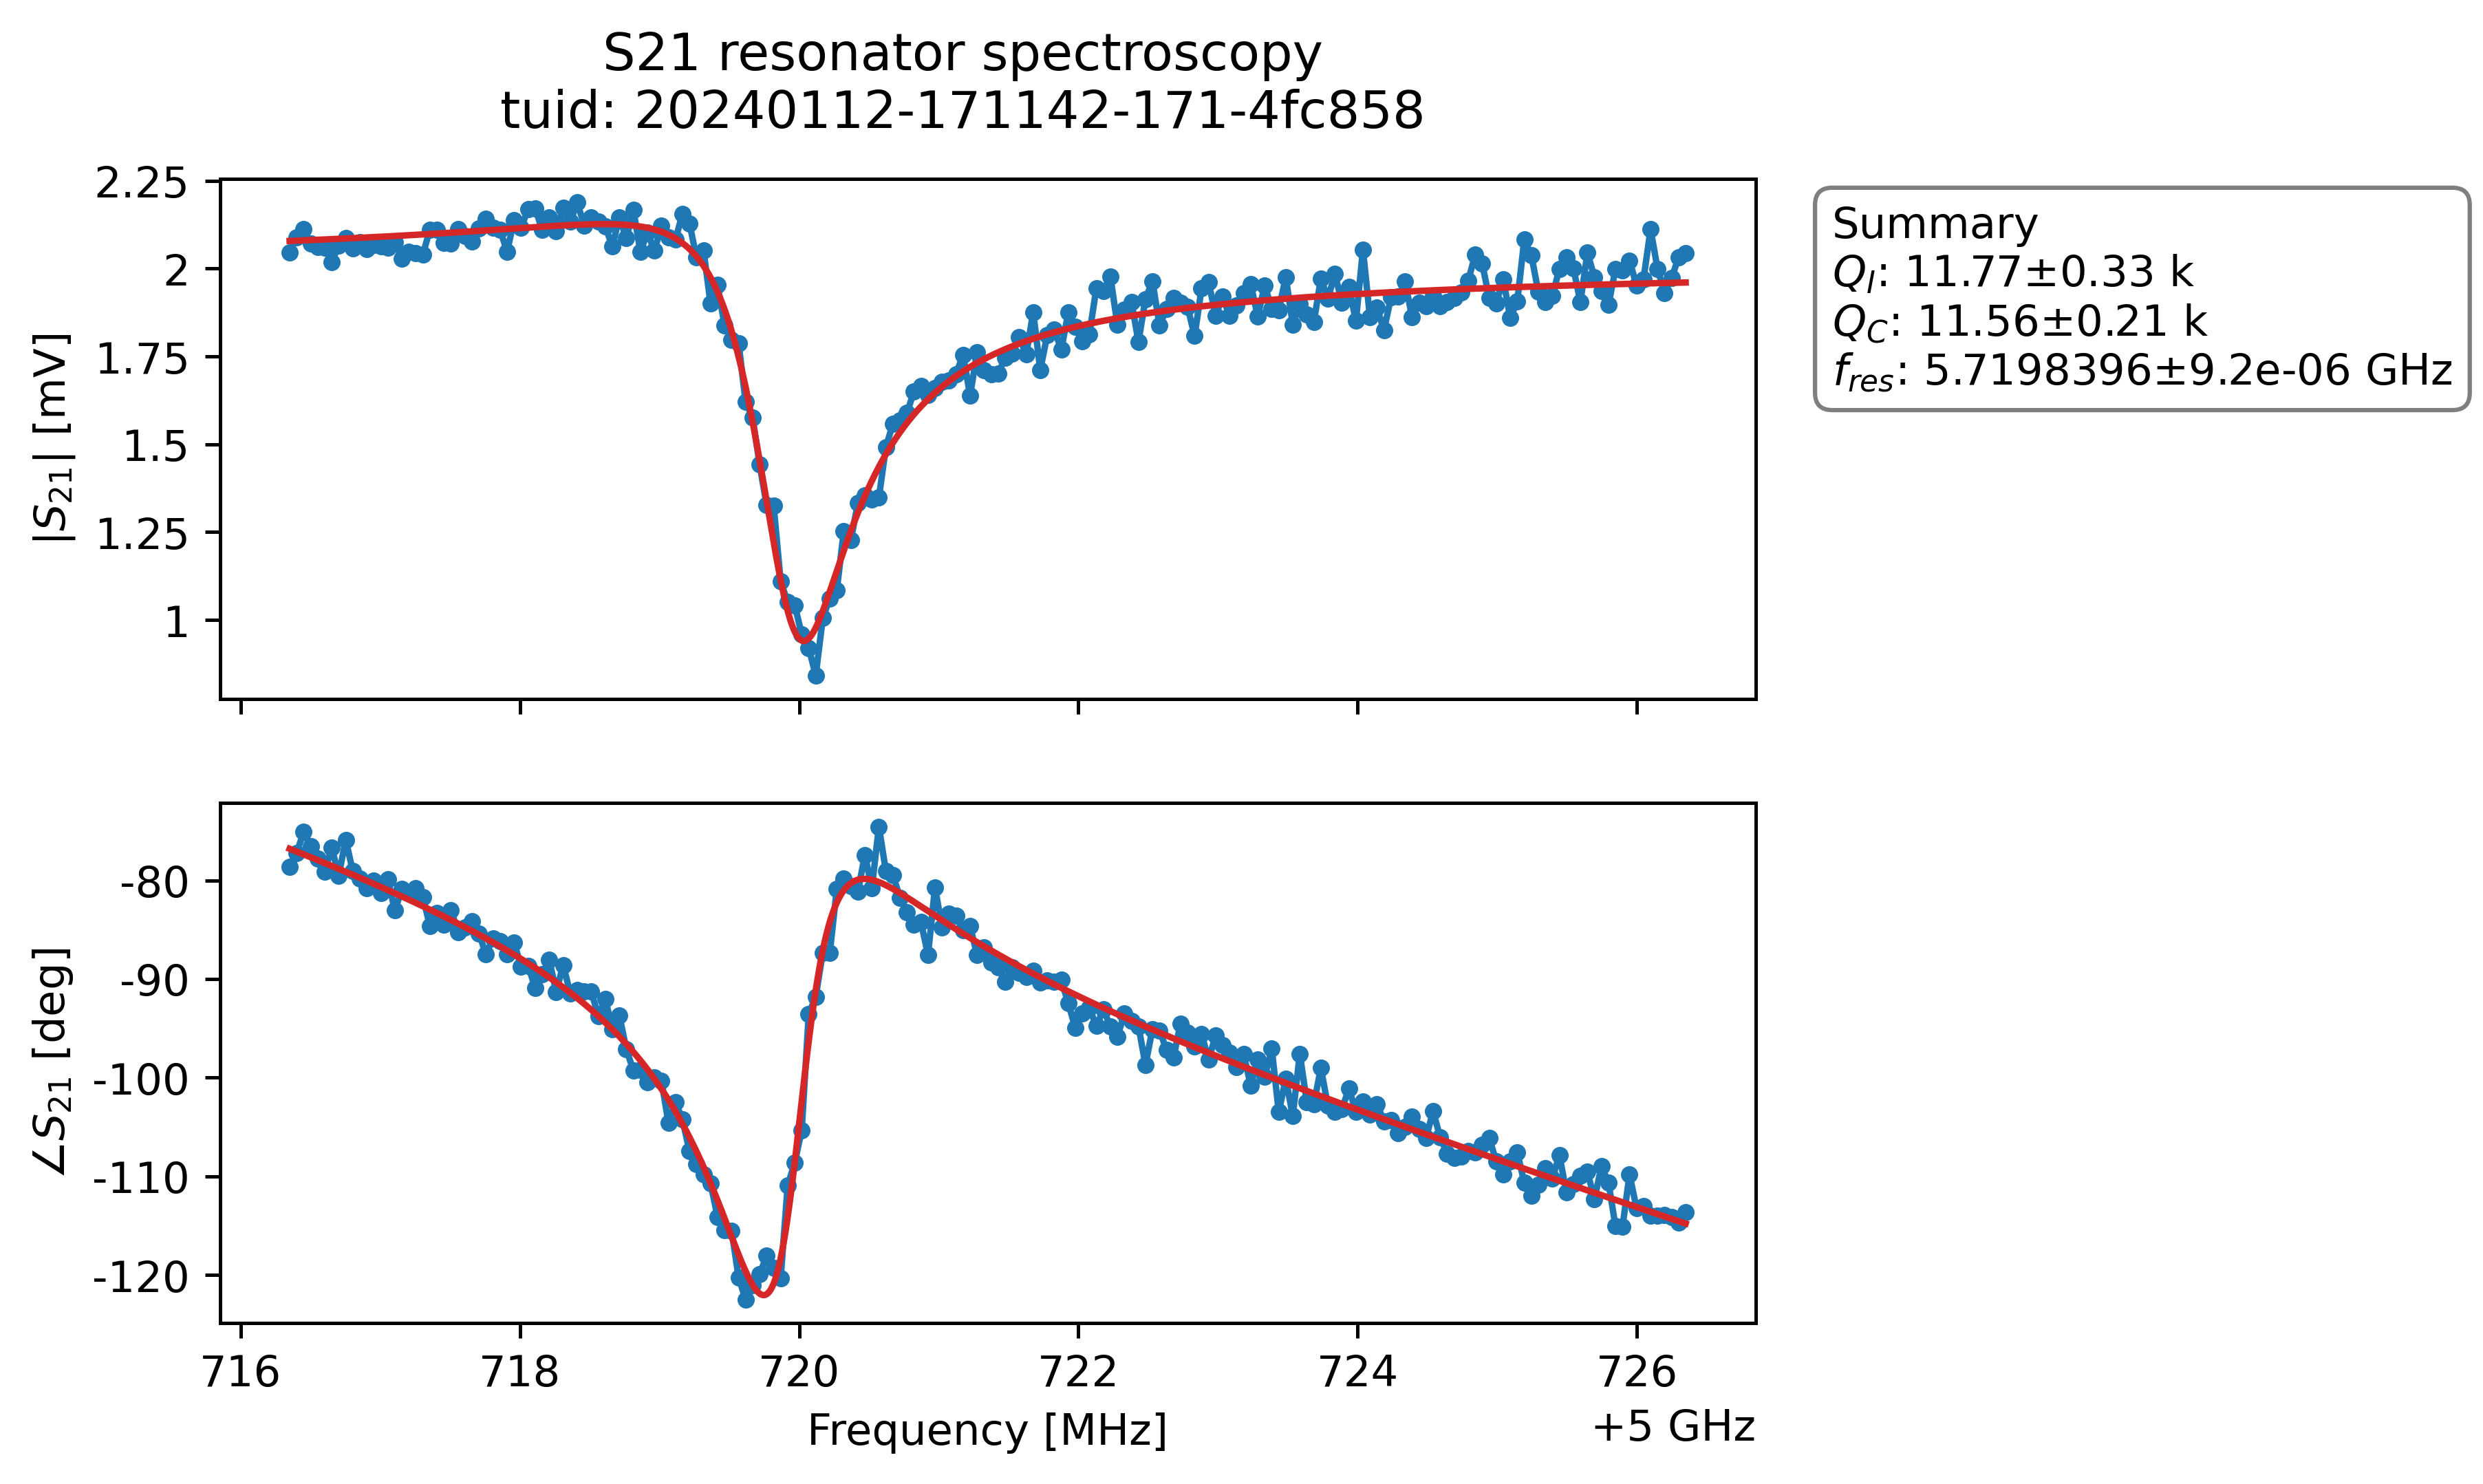 S21 resonator spectroscopy
tuid: 20240112-171142-171-4fc858
2.25
2
1.75
1.5
1.25
1
|S21| [mV]
Summary
QI: 11.77±0.33 k
QC: 11.56±0.21 k
fres: 5.7198396±9.2e-06 GHz
-80
-90
-100
-110
-120
∠S21 [deg]
716 718 720 722 724 726
Frequency [MHz]
+5 GHz